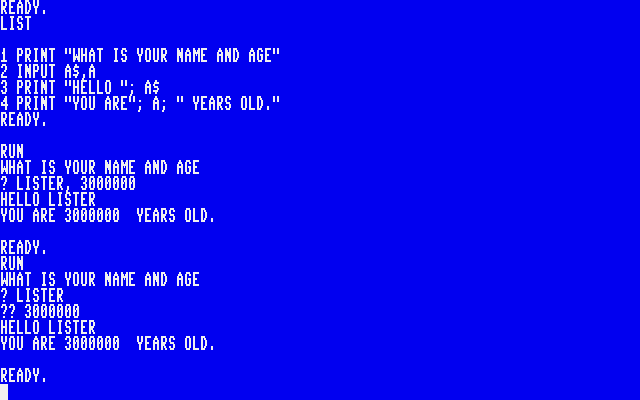 READY.
LIST
1 PRINT "WHAT IS YOUR NAME AND AGE"
2 INPUT A$,A
3 PRINT "HELLO "; A$
4 PRINT "YOU ARE"; A; " YEARS OLD."
READY.
RUN
WHAT IS YOUR NAME AND AGE
? LISTER, 3000000
HELLO LISTER
YOU ARE 3000000  YEARS OLD.
READY.
RUN
WHAT IS YOUR NAME AND AGE
? LISTER
?? 3000000
HELLO LISTER
YOU ARE 3000000  YEARS OLD.
READY.